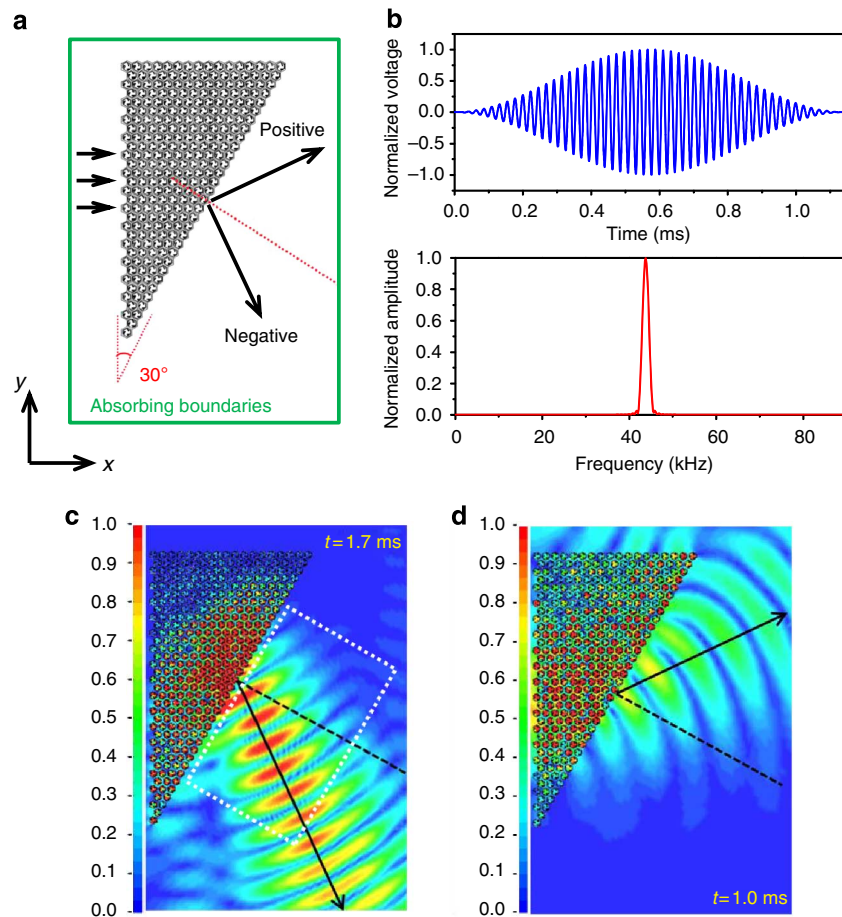 a
Positive
Negative
30°
Absorbing boundaries
y
x
b
Normalized voltage
1.0
0.5
0.0
−0.5
−1.0
0.0 0.2 0.4 0.6 0.8 1.0
Time (ms)
Normalized amplitude
1.0
0.8
0.6
0.4
0.2
0.0
0 20 40 60 80
Frequency (kHz)
c
1.0
0.9
0.8
0.7
0.6
0.5
0.4
0.3
0.2
0.1
0.0
t = 1.7 ms
d
1.0
0.9
0.8
0.7
0.6
0.5
0.4
0.3
0.2
0.1
0.0
t = 1.0 ms